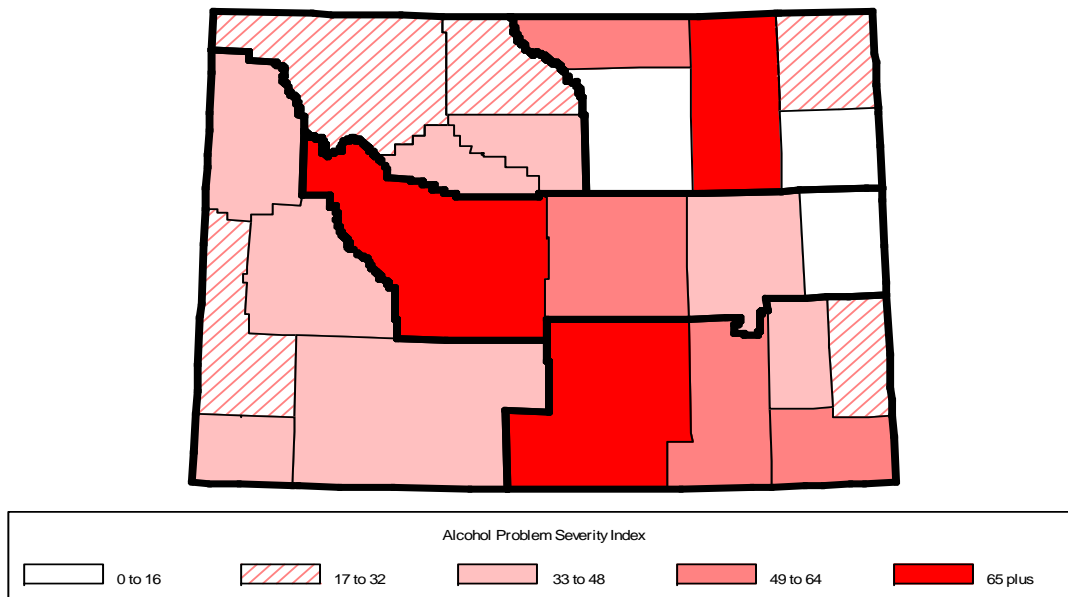 Alcohol Problem Severity Index
0 to 16 17 to 32 33 to 48 49 to 64 65 plus